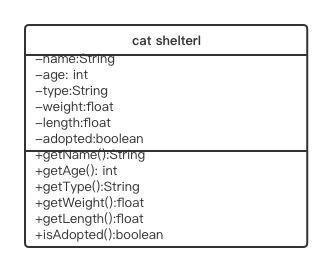 cat shelterl
–name:String
–age: int
–type:String
–weight:float
–length:float
–adopted:boolean
+getName():String
+getAge(): int
+getType():String
+getWeight():float
+getLength():float
+isAdopted():boolean